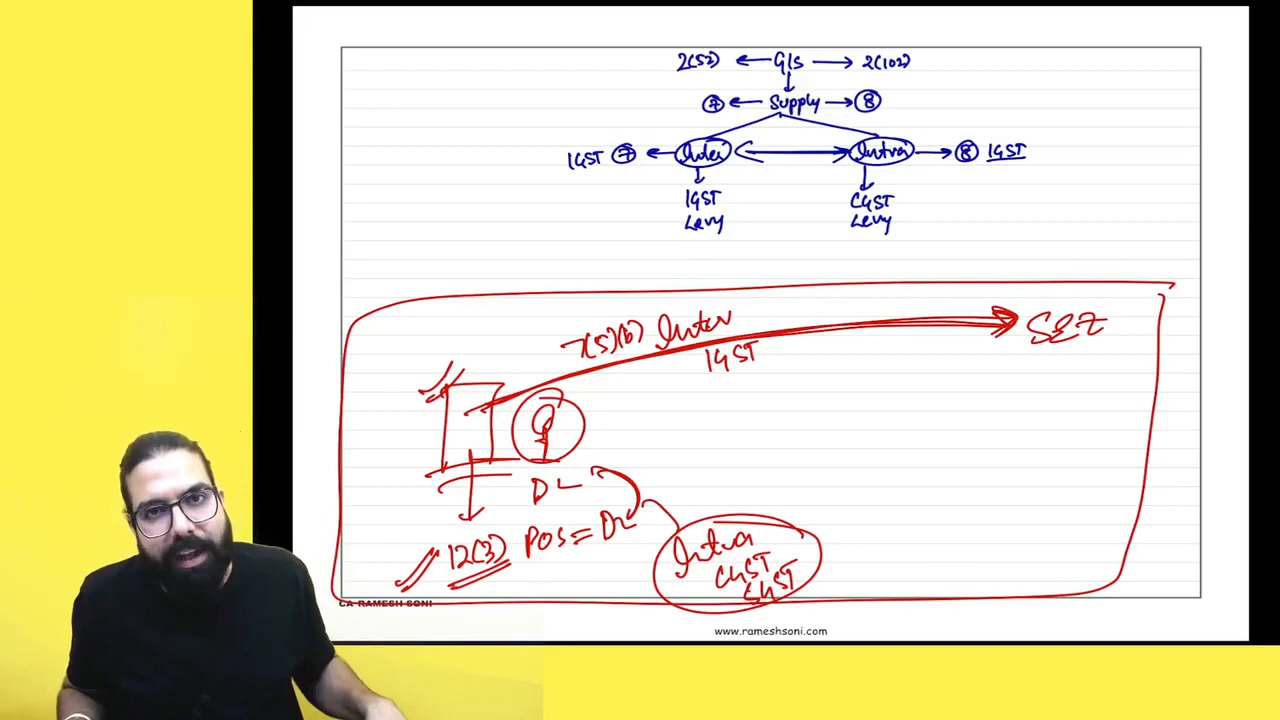 2(52) ← G/S → 2(102)
⑦ ← Supply → ⑧
IGST ⑦ ← Inter ↔ Intra → ⑧ IGST
IGST CGST
Levy Levy
7(5)(b) Inter SEZ
IGST
DL
12(3) POS = DL Intra
CGST
SGST
CA RAMESH SONI
www.rameshsoni.com